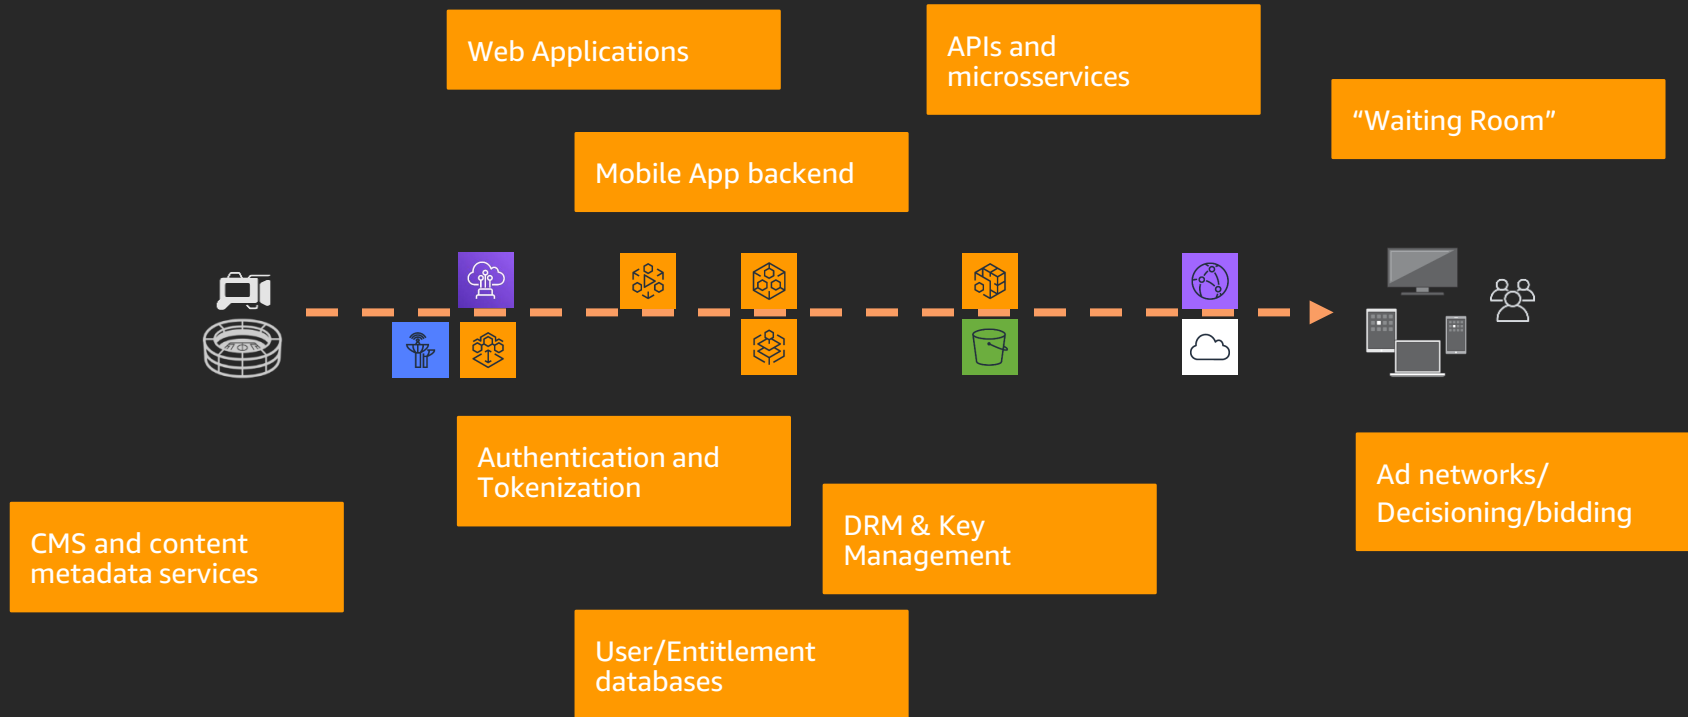 Web Applications
APIs and
microsservices
“Waiting Room”
Mobile App backend
Authentication and
Tokenization
Ad networks/
Decisioning/bidding
DRM & Key
Management
CMS and content
metadata services
User/Entitlement
databases